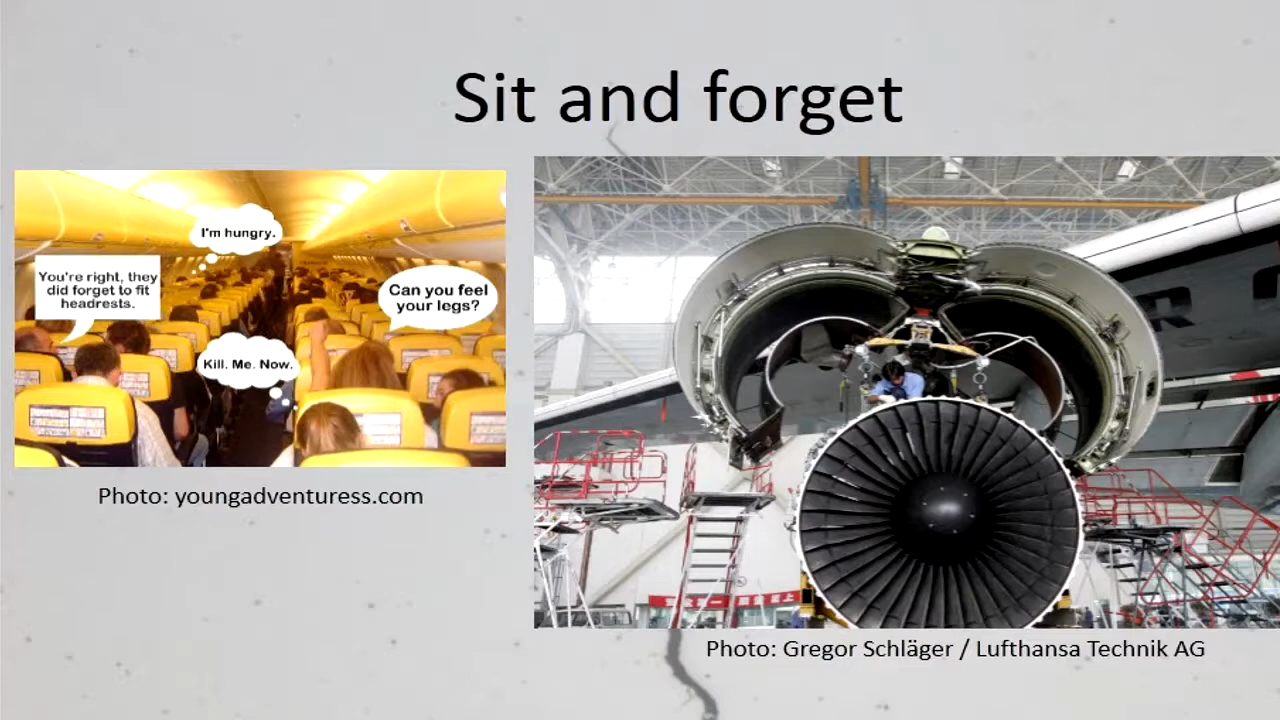 Sit and forget
I'm hungry.
You're right, they
did forget to fit
headrests.
Can you feel
your legs?
Kill. Me. Now.
Photo: youngadventuress.com
Photo: Gregor Schläger / Lufthansa Technik AG